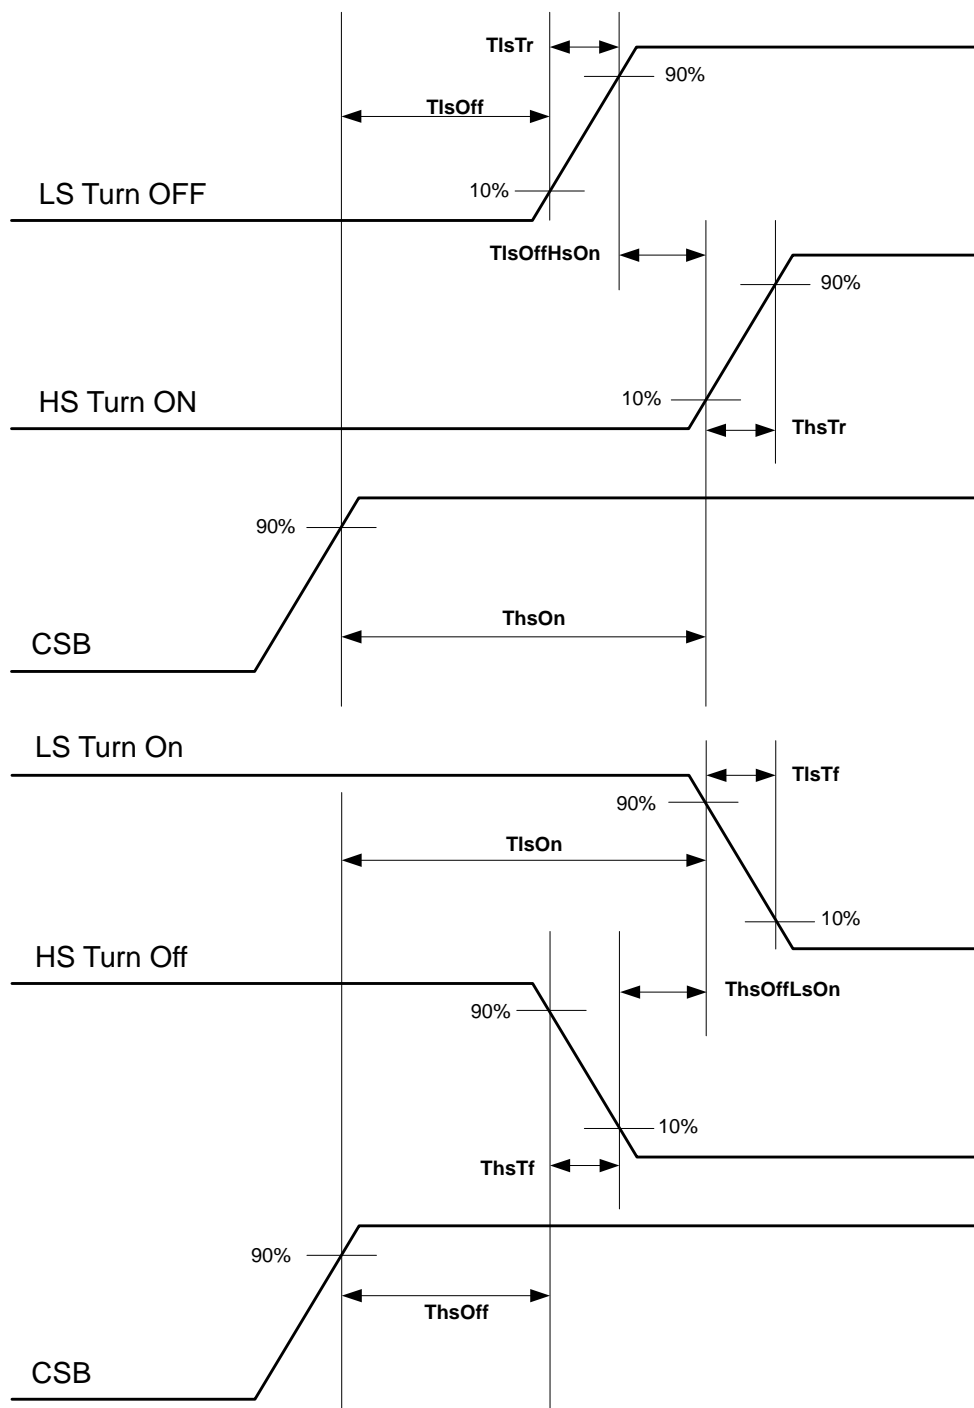 TlsTr
90%
TlsOff
10%
LS Turn OFF
TlsOffHsOn
90%
HS Turn ON
10%
ThsTr
90%
ThsOn
CSB
LS Turn On
TlsTf
90%
TlsOn
10%
HS Turn Off
ThsOffLsOn
90%
10%
ThsTf
90%
ThsOff
CSB